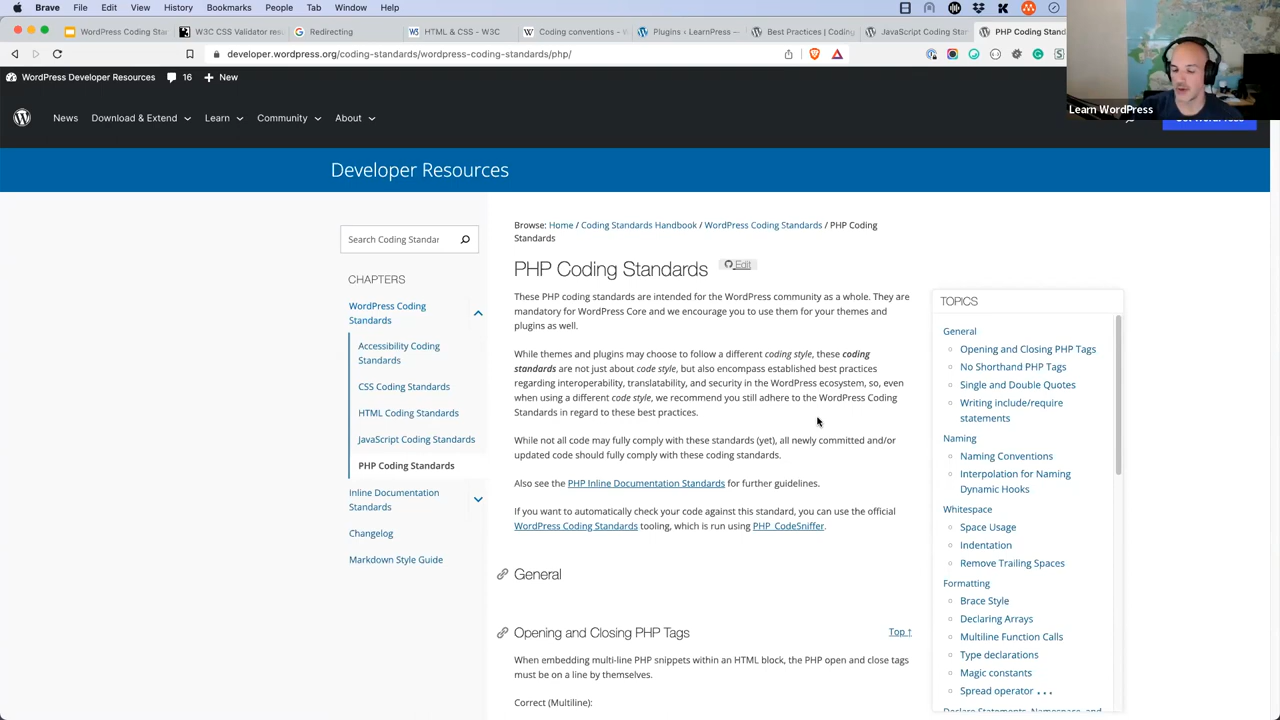 Brave File Edit View History Bookmarks People Tab Window Help
WordPress Coding Sta
W3C CSS Validator res
Redirecting
HTML & CSS - W3C
Coding conventions - W
Plugins ‹ LearnPress —
Best Practices | Coding
JavaScript Coding Stan
PHP Coding Stand
developer.wordpress.org/coding-standards/wordpress-coding-standards/php/
WordPress Developer Resources 16 New
Learn WordPress
News Download & Extend Learn Community About
Developer Resources
Search Coding Standar
CHAPTERS
WordPress Coding
Standards
Accessibility Coding
Standards
CSS Coding Standards
HTML Coding Standards
JavaScript Coding Standards
PHP Coding Standards
Inline Documentation
Standards
Changelog
Markdown Style Guide
Browse: Home / Coding Standards Handbook / WordPress Coding Standards / PHP Coding
Standards
PHP Coding Standards Edit
These PHP coding standards are intended for the WordPress community as a whole. They are
mandatory for WordPress Core and we encourage you to use them for your themes and
plugins as well.
While themes and plugins may choose to follow a different coding style, these coding
standards are not just about code style, but also encompass established best practices
regarding interoperability, translatability, and security in the WordPress ecosystem, so, even
when using a different code style, we recommend you still adhere to the WordPress Coding
Standards in regard to these best practices.
While not all code may fully comply with these standards (yet), all newly committed and/or
updated code should fully comply with these coding standards.
Also see the PHP Inline Documentation Standards for further guidelines.
If you want to automatically check your code against this standard, you can use the official
WordPress Coding Standards tooling, which is run using PHP_CodeSniffer.
General
Opening and Closing PHP Tags Top ↑
When embedding multi-line PHP snippets within an HTML block, the PHP open and close tags
must be on a line by themselves.
Correct (Multiline):
TOPICS
General
Opening and Closing PHP Tags
No Shorthand PHP Tags
Single and Double Quotes
Writing include/require
statements
Naming
Naming Conventions
Interpolation for Naming
Dynamic Hooks
Whitespace
Space Usage
Indentation
Remove Trailing Spaces
Formatting
Brace Style
Declaring Arrays
Multiline Function Calls
Type declarations
Magic constants
Spread operator ...
Declare Statements, Namespace, and